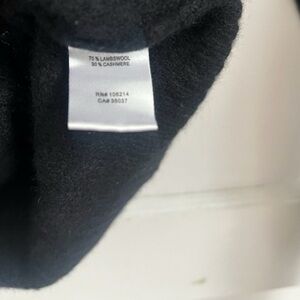 70 % LAMBSWOOL
30 % CASHMERE
RN# 106214
CA# 35037